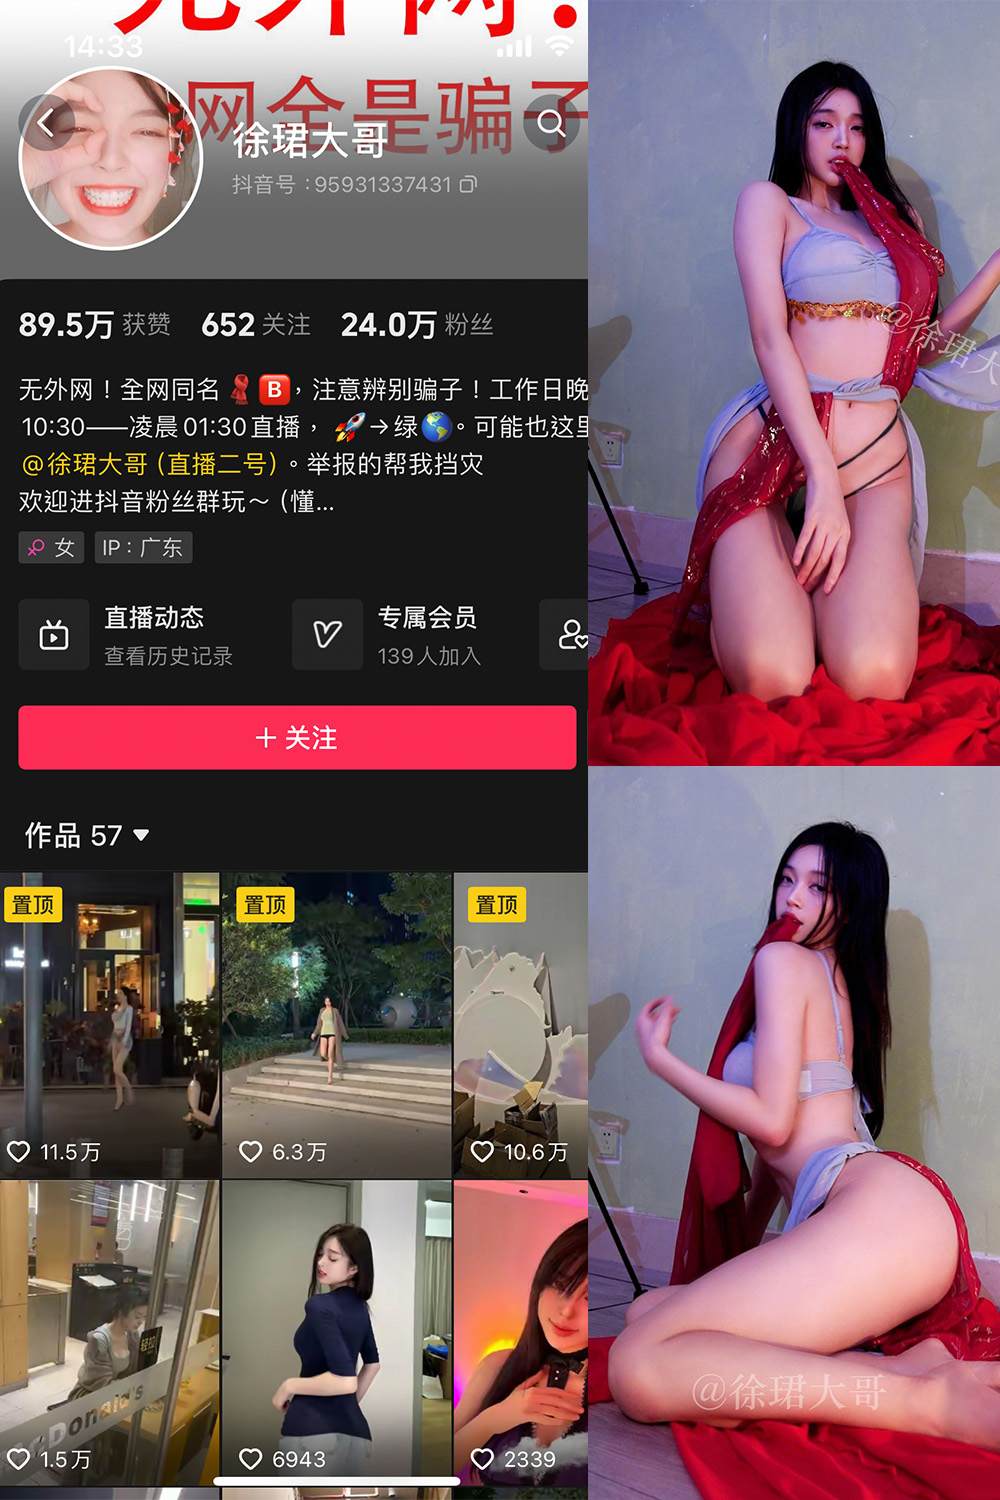 无外网!
网全是骗子
14:33
徐珺大哥
抖音号：95931337431
89.5万 获赞 652 关注 24.0万 粉丝
无外网！全网同名🧣🅱️，注意辨别骗子！工作日晚
10:30——凌晨01:30直播，🚀→绿🌎。可能也这里
@徐珺大哥（直播二号）。举报的帮我挡灾
欢迎进抖音粉丝群玩～（懂...
女 IP：广东
直播动态
查看历史记录
专属会员
139人加入
+ 关注
作品 57
置顶
置顶
置顶
11.5万
6.3万
10.6万
McDonald's
1.5万
6943
2339
@徐珺大
@徐珺大哥